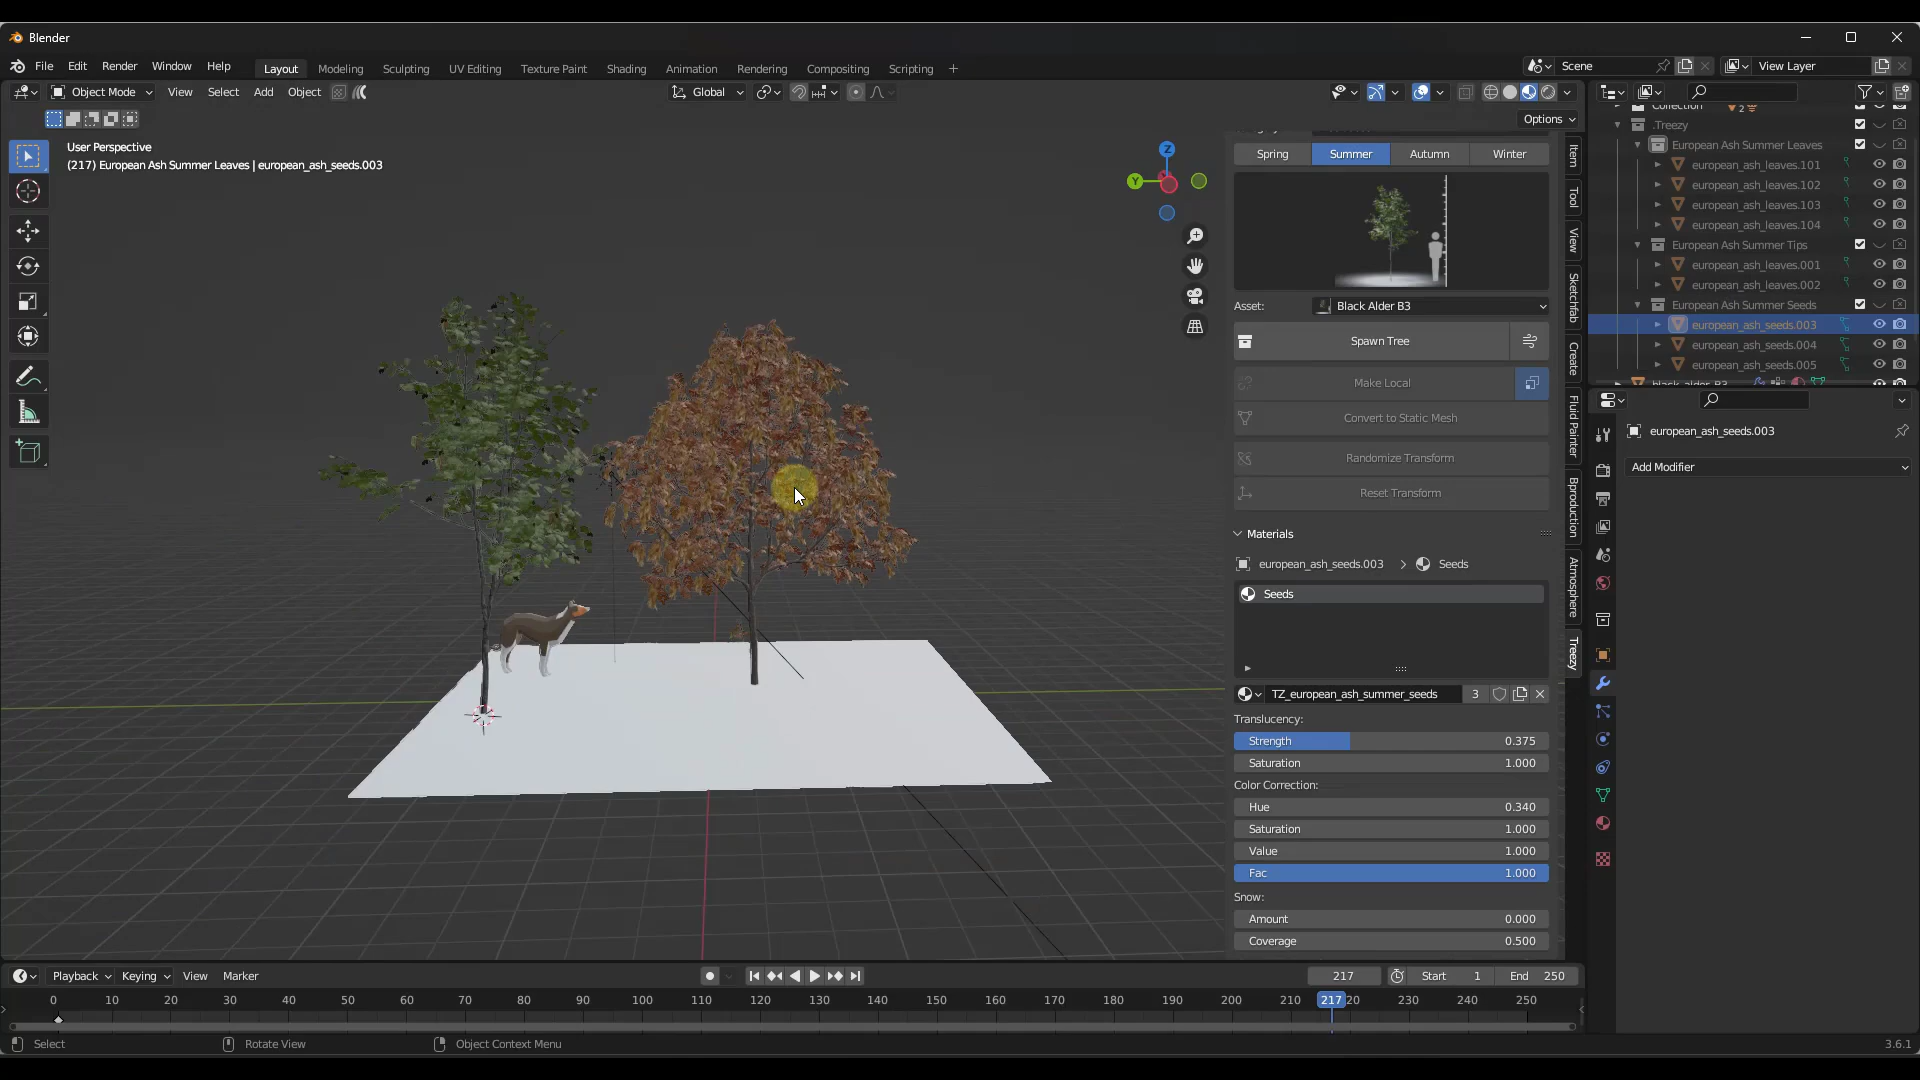 Blender
File Edit Render Window Help
Layout Modeling Sculpting UV Editing Texture Paint Shading Animation Rendering Compositing Scripting +
Scene
View Layer
Object Mode View Select Add Object
Global
Options
User Perspective
(217) European Ash Summer Leaves | european_ash_seeds.003
Z
Y
Spring Summer Autumn Winter
Asset: Black Alder B3
Spawn Tree
Make Local
Convert to Static Mesh
Randomize Transform
Reset Transform
Materials
european_ash_seeds.003 > Seeds
Seeds
TZ_european_ash_summer_seeds 3
Translucency:
Strength 0.375
Saturation 1.000
Color Correction:
Hue 0.340
Saturation 1.000
Value 1.000
Fac 1.000
Snow:
Amount 0.000
Coverage 0.500
Item
Tool
View
Sketchfab
Create
Fluid Painter
Bproduction
Atmosphere
Treezy
Collection 2
.Treezy
European Ash Summer Leaves
european_ash_leaves.101
european_ash_leaves.102
european_ash_leaves.103
european_ash_leaves.104
European Ash Summer Tips
european_ash_leaves.001
european_ash_leaves.002
European Ash Summer Seeds
european_ash_seeds.003
european_ash_seeds.004
european_ash_seeds.005
black_alder_B3
european_ash_seeds.003
Add Modifier
Playback Keying View Marker
217 Start 1 End 250
0 10 20 30 40 50 60 70 80 90 100 110 120 130 140 150 160 170 180 190 200 210 217 20 230 240 250
Select Rotate View Object Context Menu 3.6.1